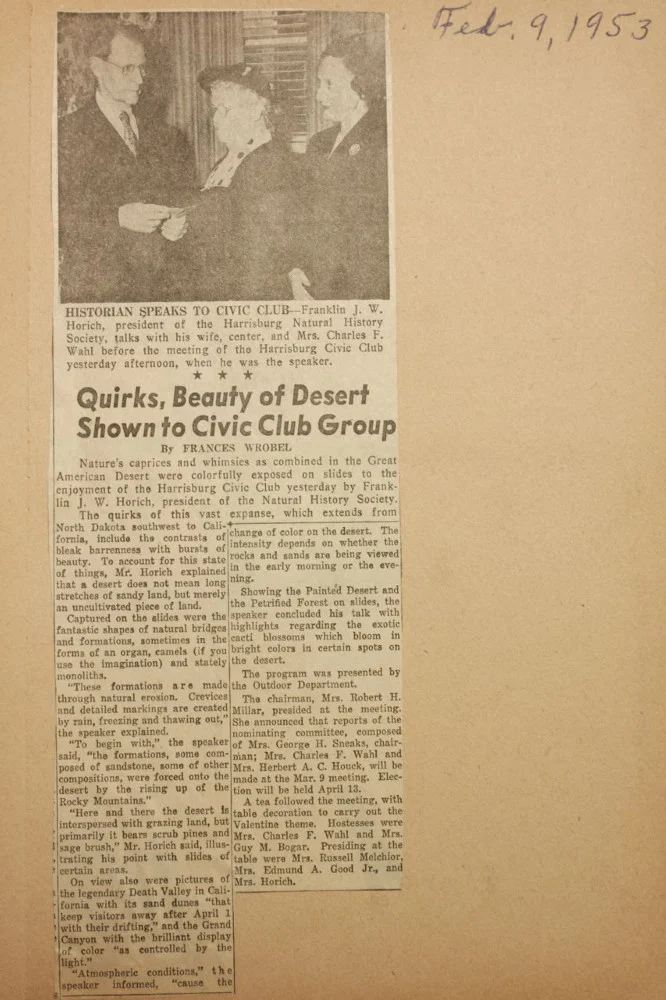 Feb. 9, 1953
HISTORIAN SPEAKS TO CIVIC CLUB—Franklin J. W.
Horich, president of the Harrisburg Natural History
Society, talks with his wife, center, and Mrs. Charles F.
Wahl before the meeting of the Harrisburg Civic Club
yesterday afternoon, when he was the speaker.
★ ★ ★
Quirks, Beauty of Desert
Shown to Civic Club Group
By FRANCES WROBEL
Nature's caprices and whimsies as combined in the Great
American Desert were colorfully exposed on slides to the
enjoyment of the Harrisburg Civic Club yesterday by Frank-
lin J. W. Horich, president of the Natural History Society.
The quirks of this vast expanse, which extends from
North Dakota southwest to Cali-
fornia, include the contrasts of
bleak barrenness with bursts of
beauty. To account for this state
of things, Mr. Horich explained
that a desert does not mean long
stretches of sandy land, but merely
an uncultivated piece of land.
Captured on the slides were the
fantastic shapes of natural bridges
and formations, sometimes in the
forms of an organ, camels (if you
use the imagination) and stately
monoliths.
"These formations are made
through natural erosion. Crevices
and detailed markings are created
by rain, freezing and thawing out,"
the speaker explained.
"To begin with," the speaker
said, "the formations, some com-
posed of sandstone, some of other
compositions, were forced onto the
desert by the rising up of the
Rocky Mountains."
"Here and there the desert is
interspersed with grazing land, but
primarily it bears scrub pines and
sage brush," Mr. Horich said, illus-
trating his point with slides of
certain areas.
On view also were pictures of
the legendary Death Valley in Cali-
fornia with its sand dunes "that
keep visitors away after April 1
with their drifting," and the Grand
Canyon with the brilliant display
of color "as controlled by the
light."
"Atmospheric conditions," the
speaker informed, "cause the
change of color on the desert. The
intensity depends on whether the
rocks and sands are being viewed
in the early morning or the eve-
ning.
Showing the Painted Desert and
the Petrified Forest on slides, the
speaker concluded his talk with
highlights regarding the exotic
cacti blossoms which bloom in
bright colors in certain spots on
the desert.
The program was presented by
the Outdoor Department.
The chairman, Mrs. Robert H.
Millar, presided at the meeting.
She announced that reports of the
nominating committee, composed
of Mrs. George H. Sneaks, chair-
man; Mrs. Charles F. Wahl and
Mrs. Herbert A. C. Houck, will be
made at the Mar. 9 meeting. Elec-
tion will be held April 13.
A tea followed the meeting, with
table decoration to carry out the
Valentine theme. Hostesses were
Mrs. Charles F. Wahl and Mrs.
Guy M. Bogar. Presiding at the
table were Mrs. Russell Melchior,
Mrs. Edmund A. Good Jr., and
Mrs. Horich.